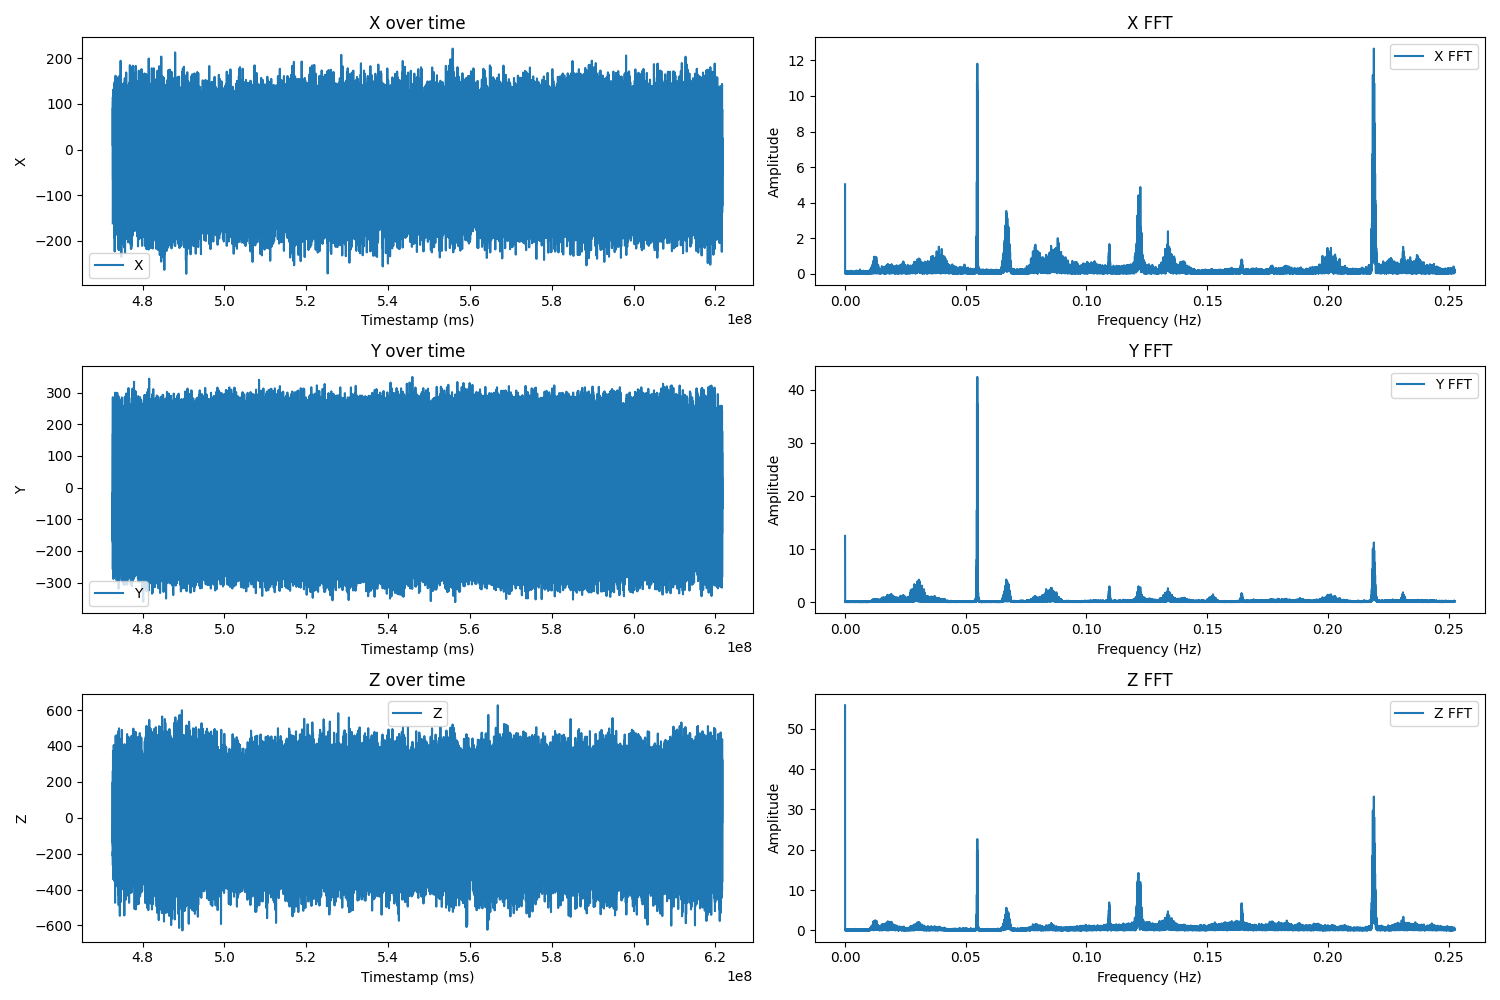 X over time
X
200
100
0
−100
−200
X
4.8 5.0 5.2 5.4 5.6 5.8 6.0 6.2
Timestamp (ms)
1e8
X FFT
Amplitude
12
10
8
6
4
2
0
X FFT
0.00 0.05 0.10 0.15 0.20 0.25
Frequency (Hz)
Y over time
Y
300
200
100
0
−100
−200
−300
Y
4.8 5.0 5.2 5.4 5.6 5.8 6.0 6.2
Timestamp (ms)
1e8
Y FFT
Amplitude
40
30
20
10
0
Y FFT
0.00 0.05 0.10 0.15 0.20 0.25
Frequency (Hz)
Z over time
Z
600
400
200
0
−200
−400
−600
Z
4.8 5.0 5.2 5.4 5.6 5.8 6.0 6.2
Timestamp (ms)
1e8
Z FFT
Amplitude
50
40
30
20
10
0
Z FFT
0.00 0.05 0.10 0.15 0.20 0.25
Frequency (Hz)